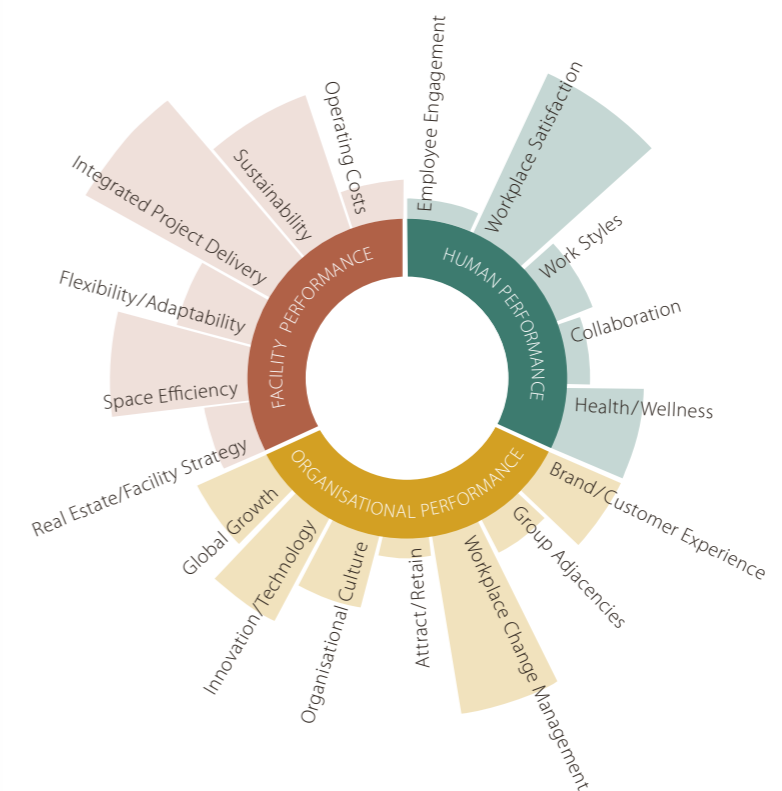 HUMAN PERFORMANCE
Employee Engagement
Workplace Satisfaction
Work Styles
Collaboration
Health/Wellness
ORGANISATIONAL PERFORMANCE
Brand/Customer Experience
Group Adjacencies
Workplace Change Management
Attract/Retain
Organisational Culture
Innovation/Technology
Global Growth
FACILITY PERFORMANCE
Real Estate/Facility Strategy
Space Efficiency
Flexibility/Adaptability
Integrated Project Delivery
Sustainability
Operating Costs